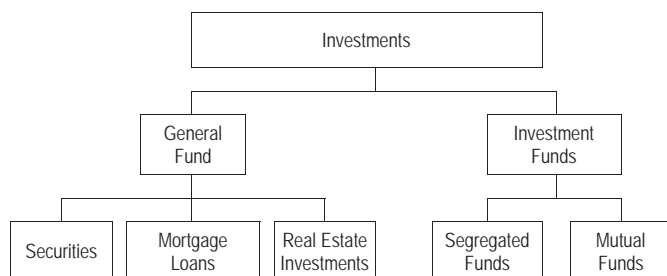 Investments
General
Fund
Investment
Funds
Securities
Mortgage
Loans
Real Estate
Investments
Segregated
Funds
Mutual
Funds